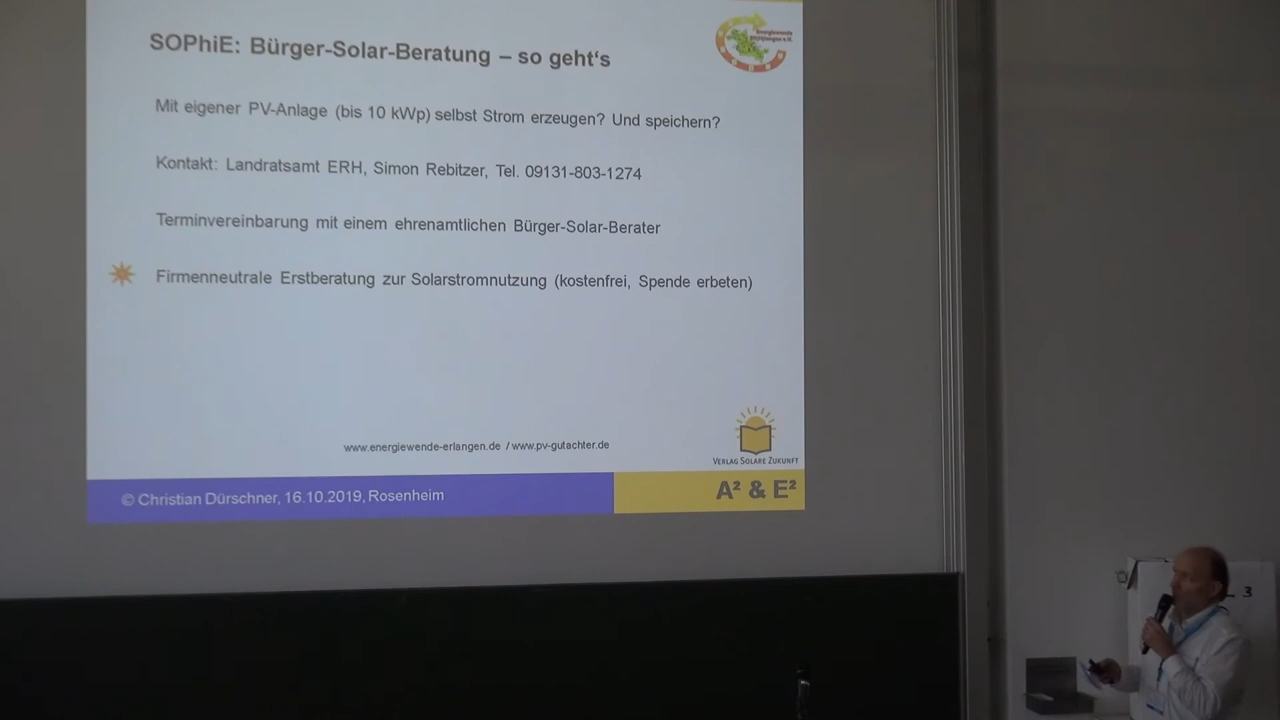 SOPhiE: Bürger-Solar-Beratung – so geht's
Mit eigener PV-Anlage (bis 10 kWp) selbst Strom erzeugen? Und speichern?
Kontakt: Landratsamt ERH, Simon Rebitzer, Tel. 09131-803-1274
Terminvereinbarung mit einem ehrenamtlichen Bürger-Solar-Berater
Firmenneutrale Erstberatung zur Solarstromnutzung (kostenfrei, Spende erbeten)
www.energiewende-erlangen.de / www.pv-gutachter.de
VERLAG SOLARE ZUKUNFT
© Christian Dürschner, 16.10.2019, Rosenheim
A² & E²
3